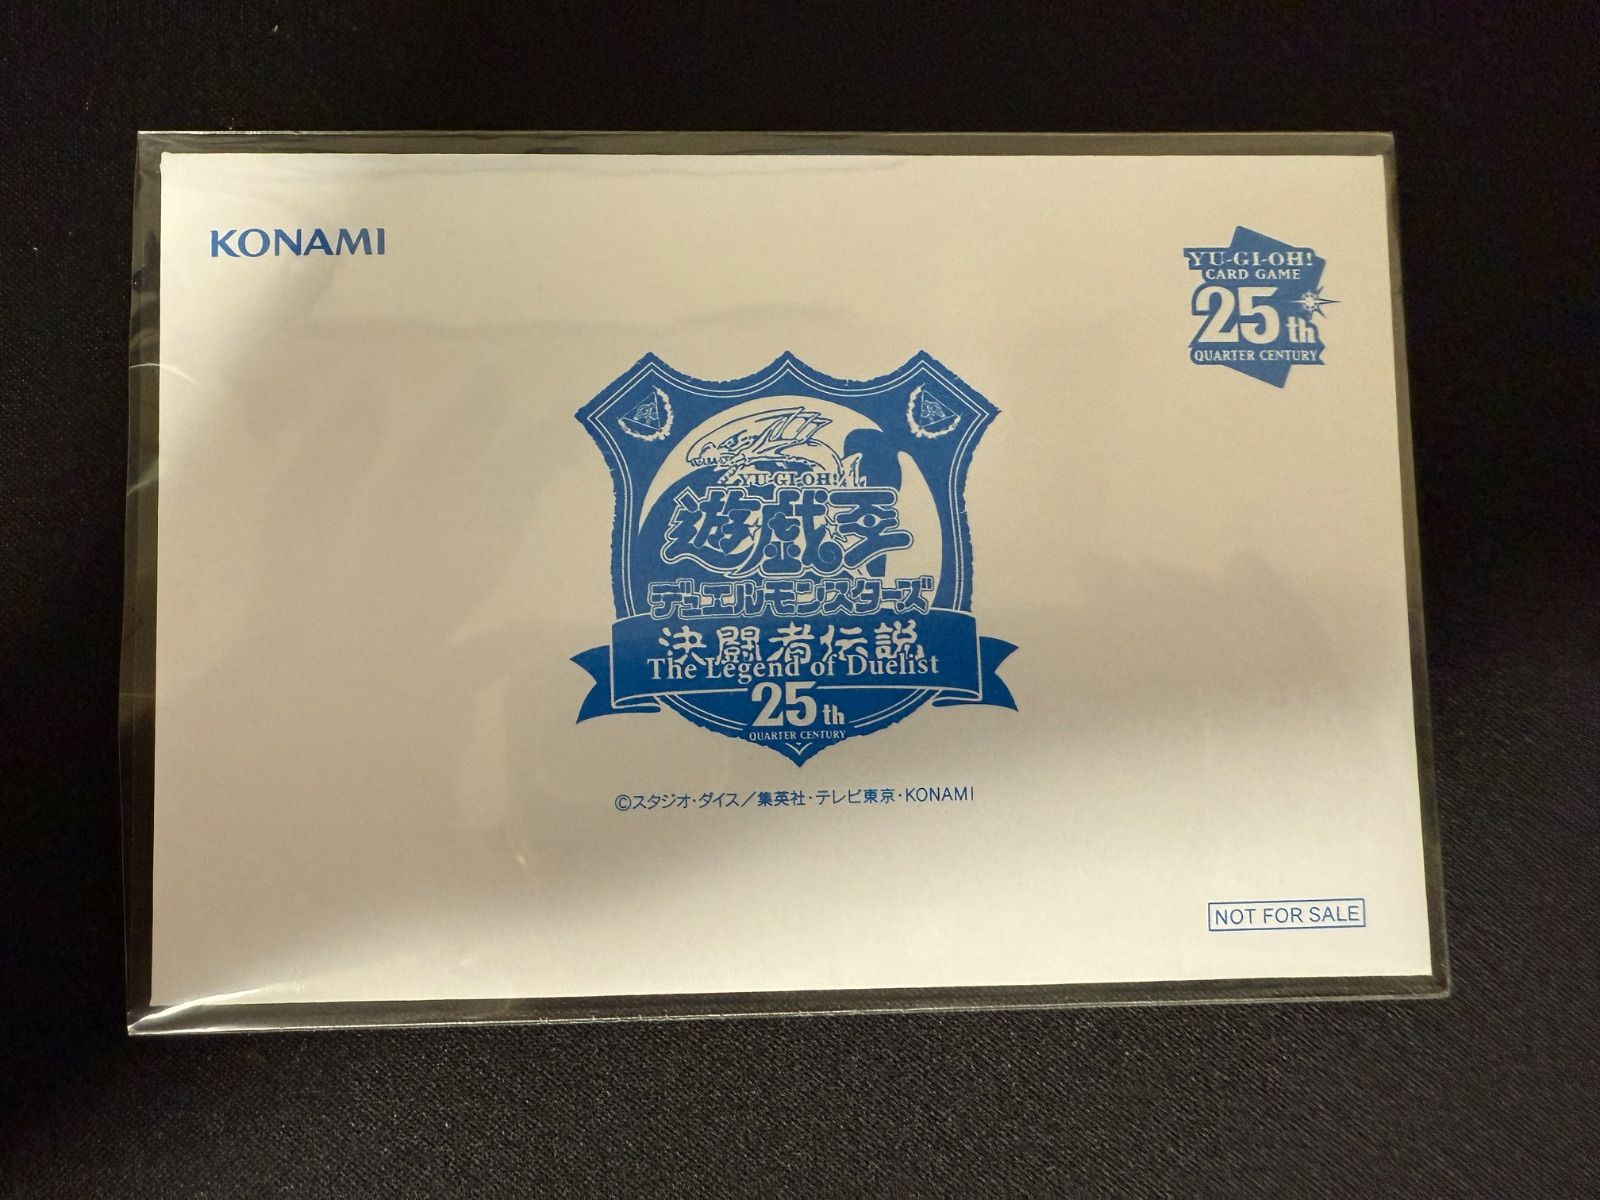 KONAMI
YU-GI-OH!
CARD GAME
25th
QUARTER CENTURY
YU-GI-OH!
遊戯王
デュエルモンスターズ
決闘者伝説
The Legend of Duelist
25th
QUARTER CENTURY
©スタジオ・ダイス／集英社・テレビ東京・KONAMI
NOT FOR SALE